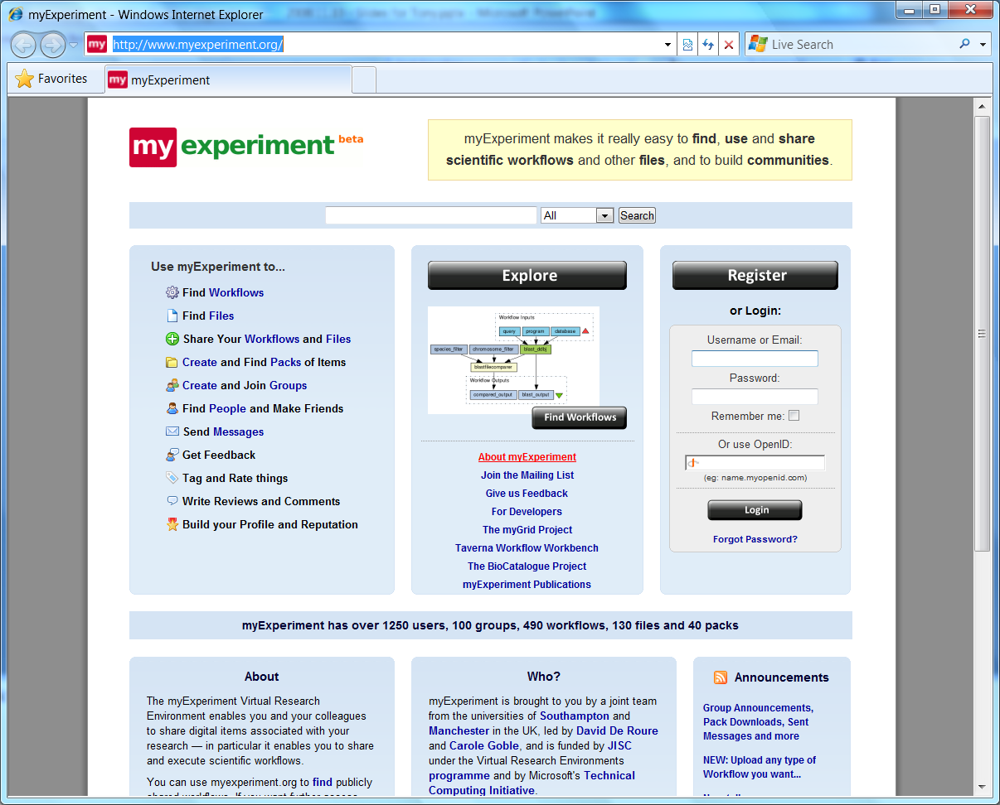 myExperiment - Windows Internet Explorer
my http://www.myexperiment.org/
Live Search
Favorites
my myExperiment
my experiment beta
myExperiment makes it really easy to find, use and share
scientific workflows and other files, and to build communities.
All
Search
Use myExperiment to...
Find Workflows
Find Files
Share Your Workflows and Files
Create and Find Packs of Items
Create and Join Groups
Find People and Make Friends
Send Messages
Get Feedback
Tag and Rate things
Write Reviews and Comments
Build your Profile and Reputation
Explore
Workflow Inputs
query program database
species_filter chromosome_filter blast_ddbj
blastfilecomparer
Workflow Outputs
compared_output blast_output
Find Workflows
About myExperiment
Join the Mailing List
Give us Feedback
For Developers
The myGrid Project
Taverna Workflow Workbench
The BioCatalogue Project
myExperiment Publications
Register
or Login:
Username or Email:
Password:
Remember me:
Or use OpenID:
(eg: name.myopenid.com)
Login
Forgot Password?
myExperiment has over 1250 users, 100 groups, 490 workflows, 130 files and 40 packs
About
The myExperiment Virtual Research
Environment enables you and your colleagues
to share digital items associated with your
research — in particular it enables you to share
and execute scientific workflows.
You can use myexperiment.org to find publicly
Who?
myExperiment is brought to you by a joint team
from the universities of Southampton and
Manchester in the UK, led by David De Roure
and Carole Goble, and is funded by JISC
under the Virtual Research Environments
programme and by Microsoft's Technical
Computing Initiative.
Announcements
Group Announcements,
Pack Downloads, Sent
Messages and more
NEW: Upload any type of
Workflow you want...